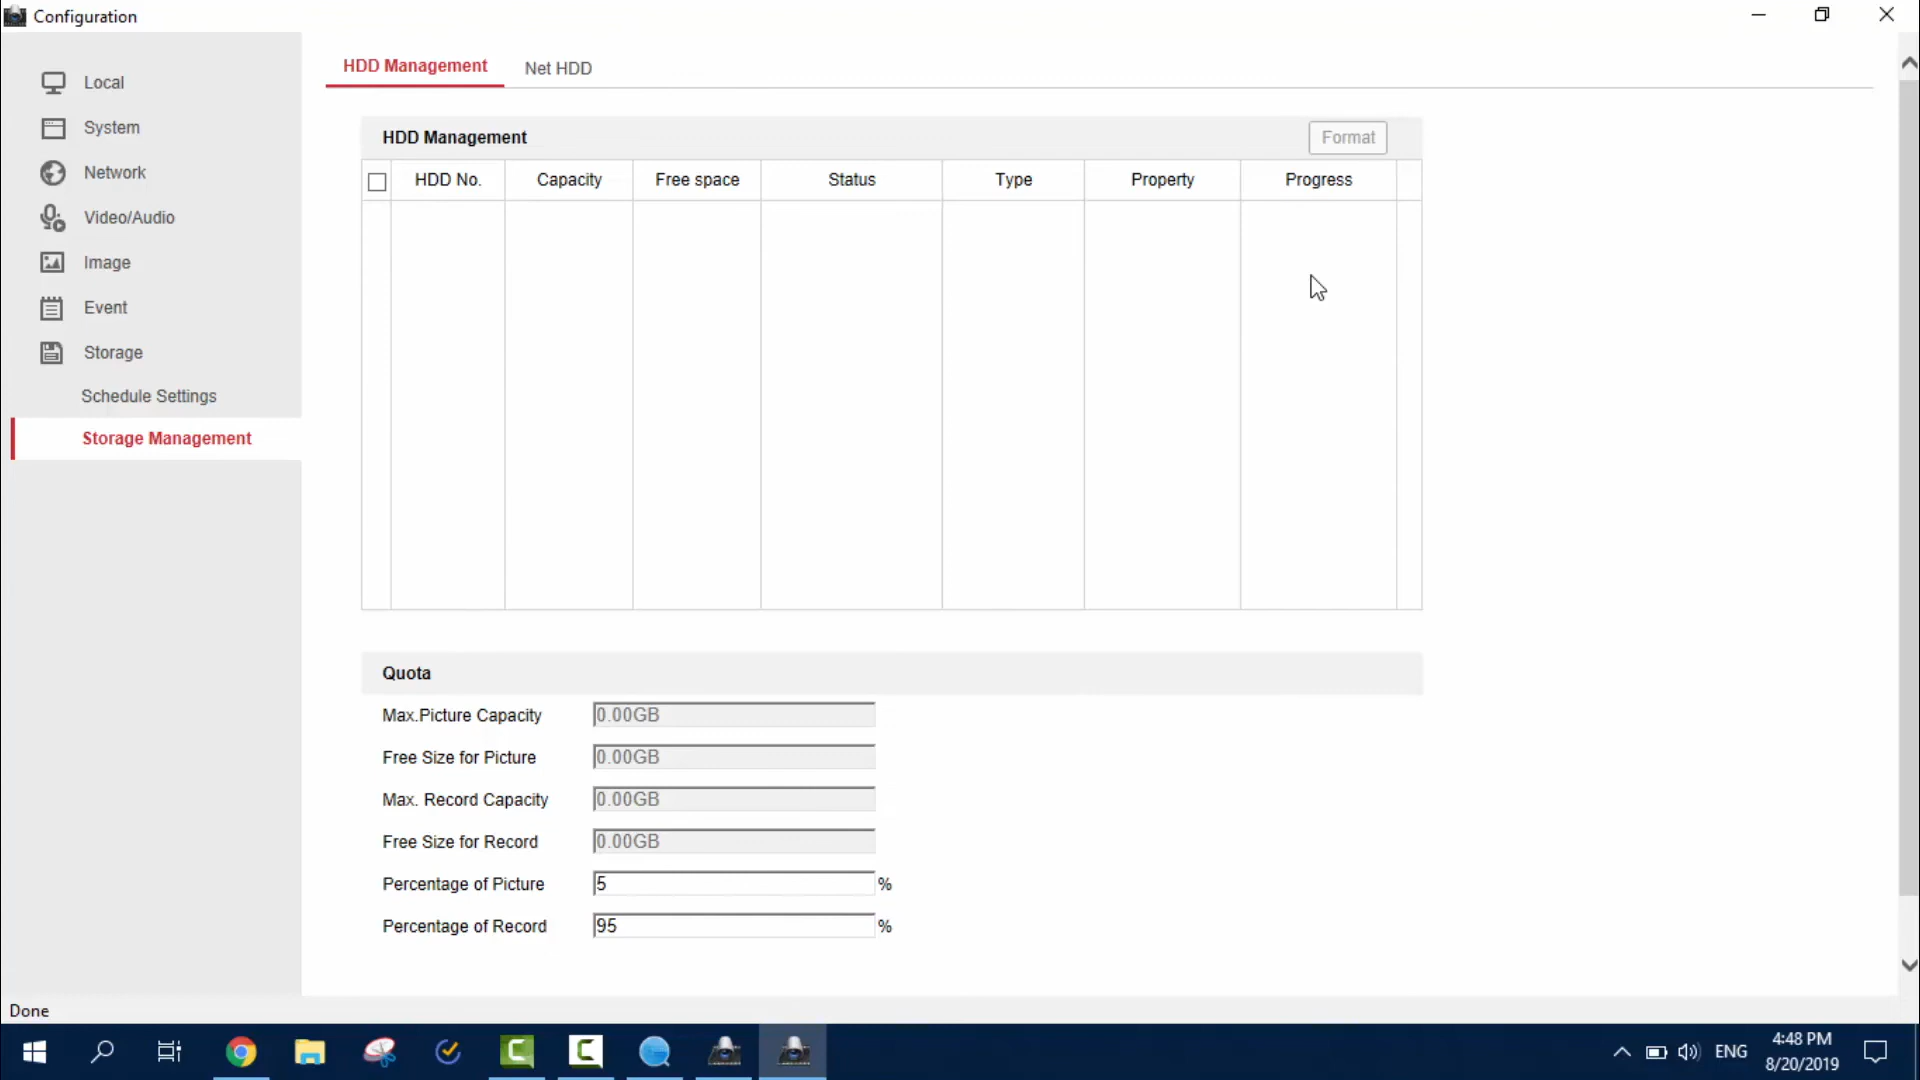 Configuration
Local
System
Network
Video/Audio
Image
Event
Storage
Schedule Settings
Storage Management
HDD Management
Net HDD
HDD Management
Format
HDD No.
Capacity
Free space
Status
Type
Property
Progress
Quota
Max.Picture Capacity
0.00GB
Free Size for Picture
0.00GB
Max. Record Capacity
0.00GB
Free Size for Record
0.00GB
Percentage of Picture
5
%
Percentage of Record
95
%
Done
ENG
4:48 PM
8/20/2019